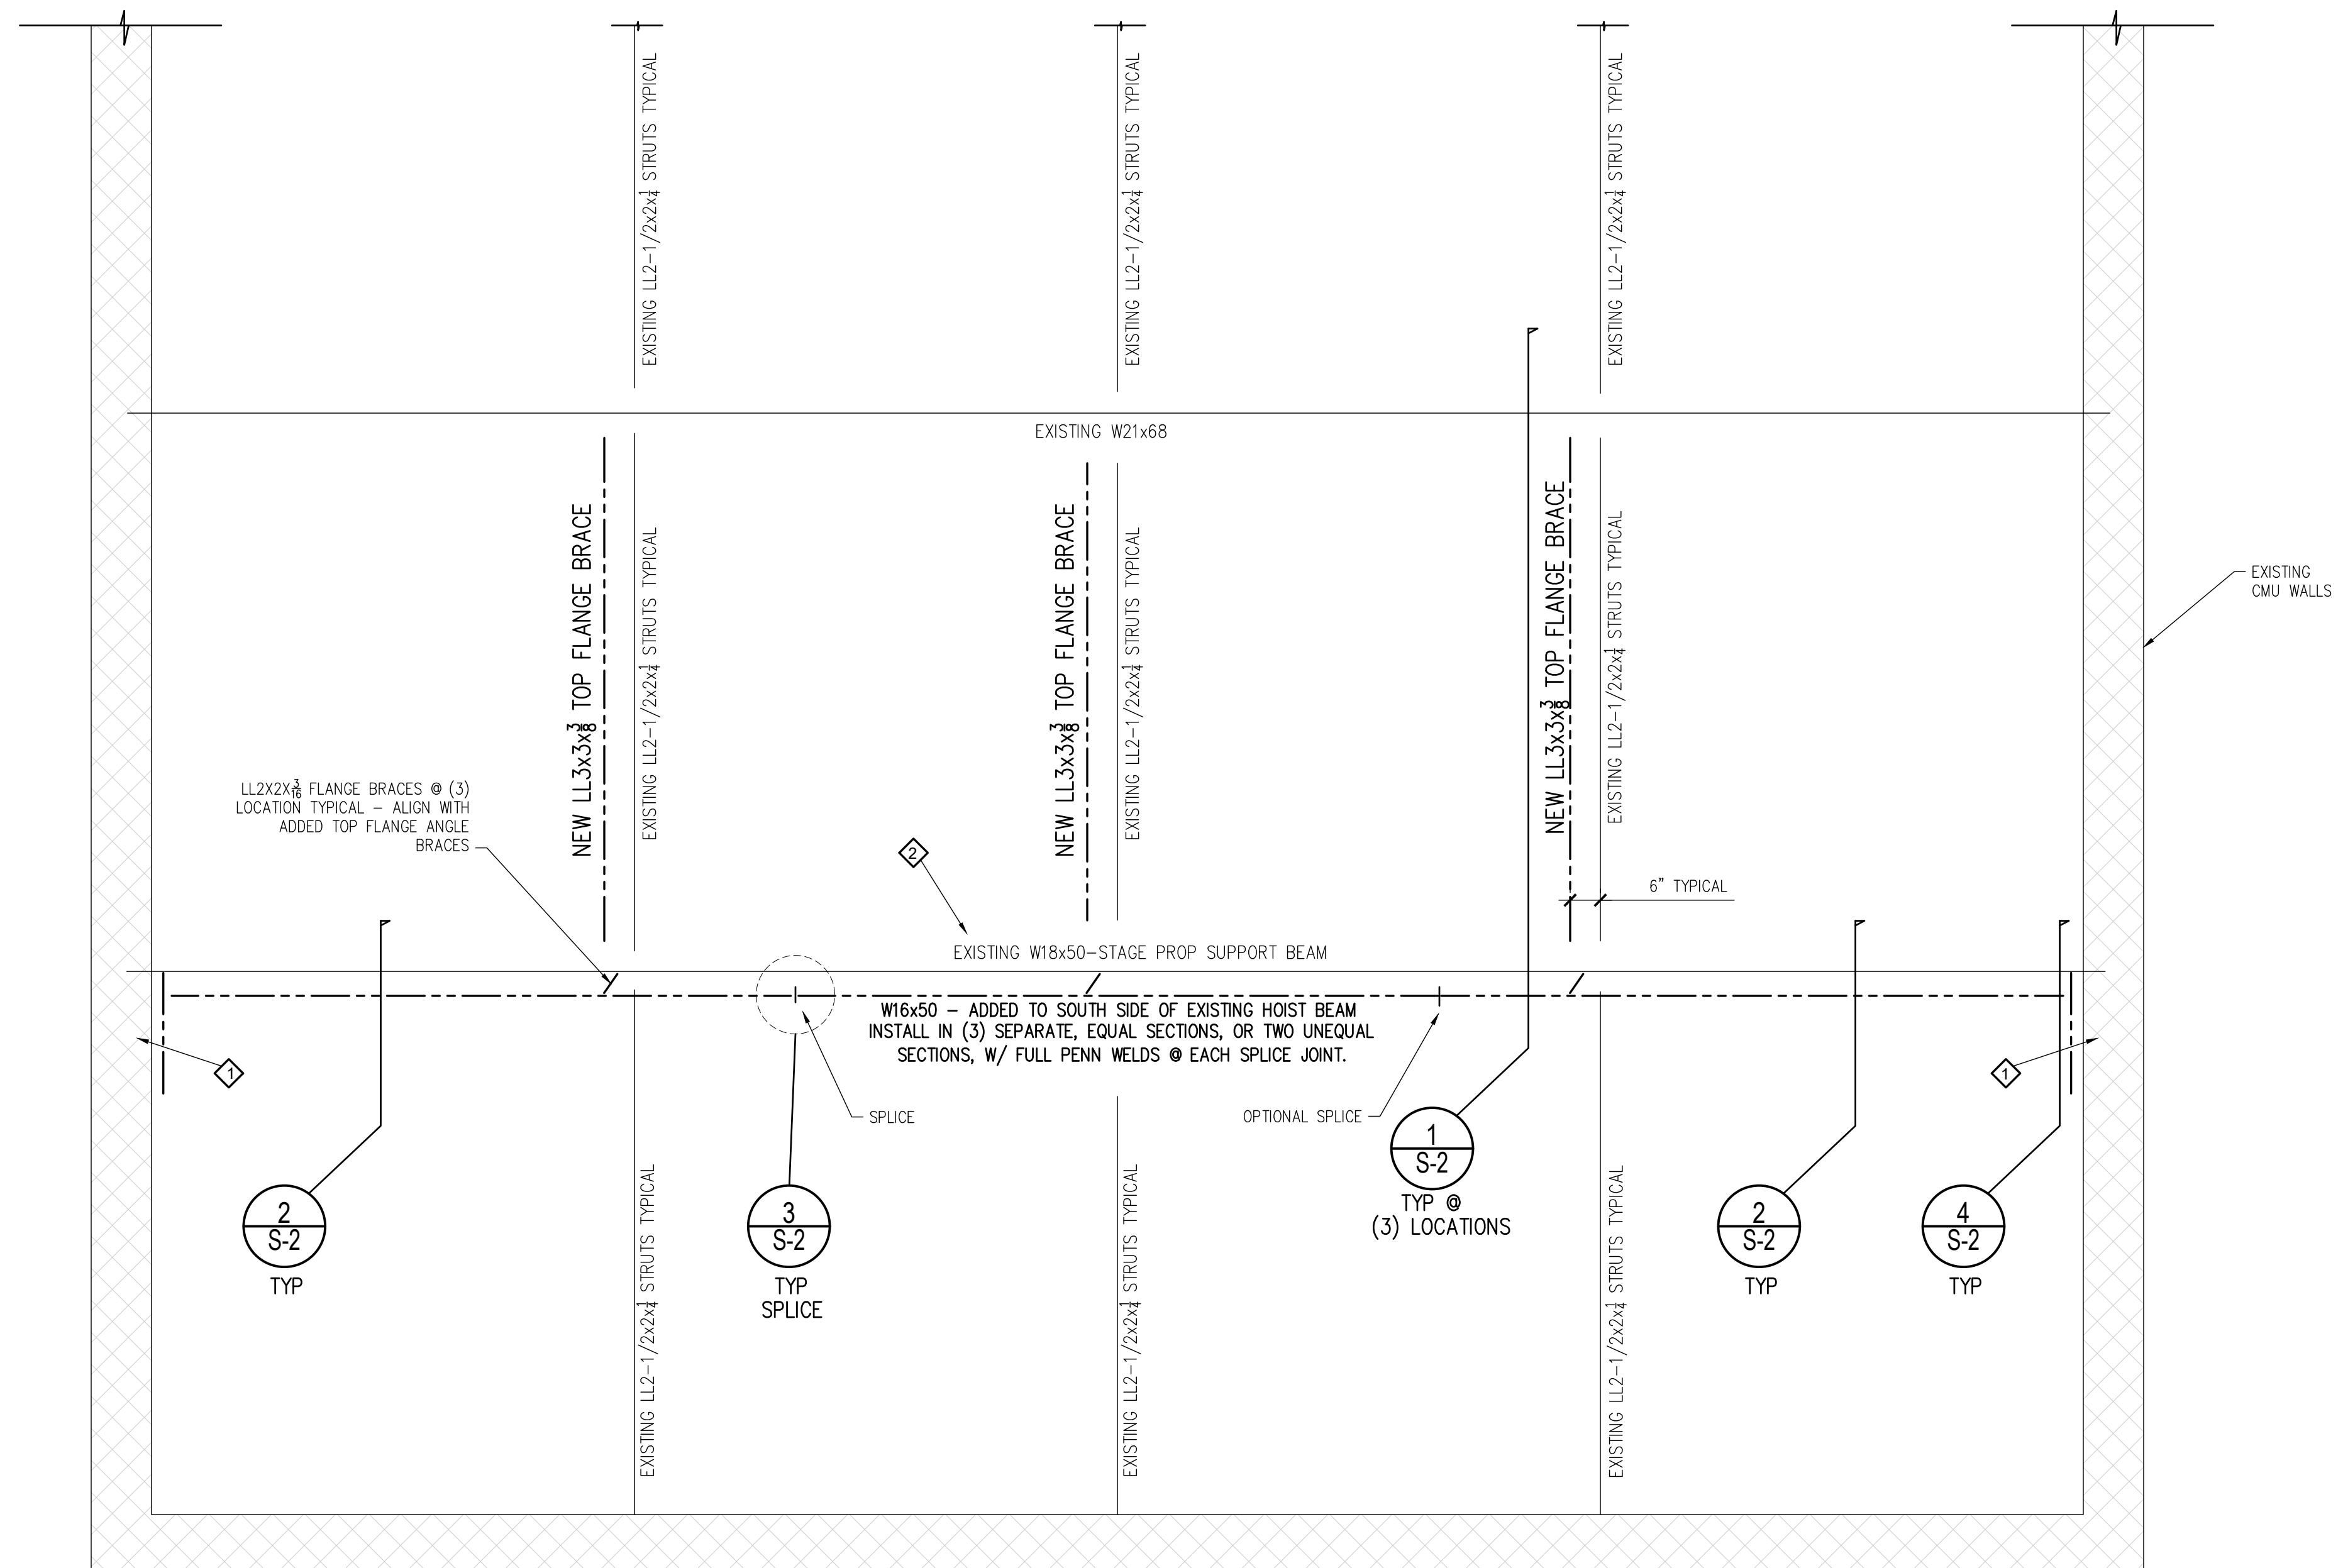 EXISTING LL2-1/2x2x1/4 STRUTS TYPICAL
EXISTING LL2-1/2x2x1/4 STRUTS TYPICAL
EXISTING LL2-1/2x2x1/4 STRUTS TYPICAL
EXISTING W21x68
NEW LL3x3x3/8 TOP FLANGE BRACE
EXISTING LL2-1/2x2x1/4 STRUTS TYPICAL
NEW LL3x3x3/8 TOP FLANGE BRACE
EXISTING LL2-1/2x2x1/4 STRUTS TYPICAL
NEW LL3x3x3/8 TOP FLANGE BRACE
EXISTING LL2-1/2x2x1/4 STRUTS TYPICAL
EXISTING
CMU WALLS
LL2X2X3/16 FLANGE BRACES @ (3)
LOCATION TYPICAL – ALIGN WITH
ADDED TOP FLANGE ANGLE
BRACES
2
6" TYPICAL
EXISTING W18x50-STAGE PROP SUPPORT BEAM
W16x50 – ADDED TO SOUTH SIDE OF EXISTING HOIST BEAM
INSTALL IN (3) SEPARATE, EQUAL SECTIONS, OR TWO UNEQUAL
SECTIONS, W/ FULL PENN WELDS @ EACH SPLICE JOINT.
1
1
SPLICE
OPTIONAL SPLICE
1
S-2
TYP @
(3) LOCATIONS
2
S-2
TYP
3
S-2
TYP
SPLICE
2
S-2
TYP
4
S-2
TYP
EXISTING LL2-1/2x2x1/4 STRUTS TYPICAL
EXISTING LL2-1/2x2x1/4 STRUTS TYPICAL
EXISTING LL2-1/2x2x1/4 STRUTS TYPICAL